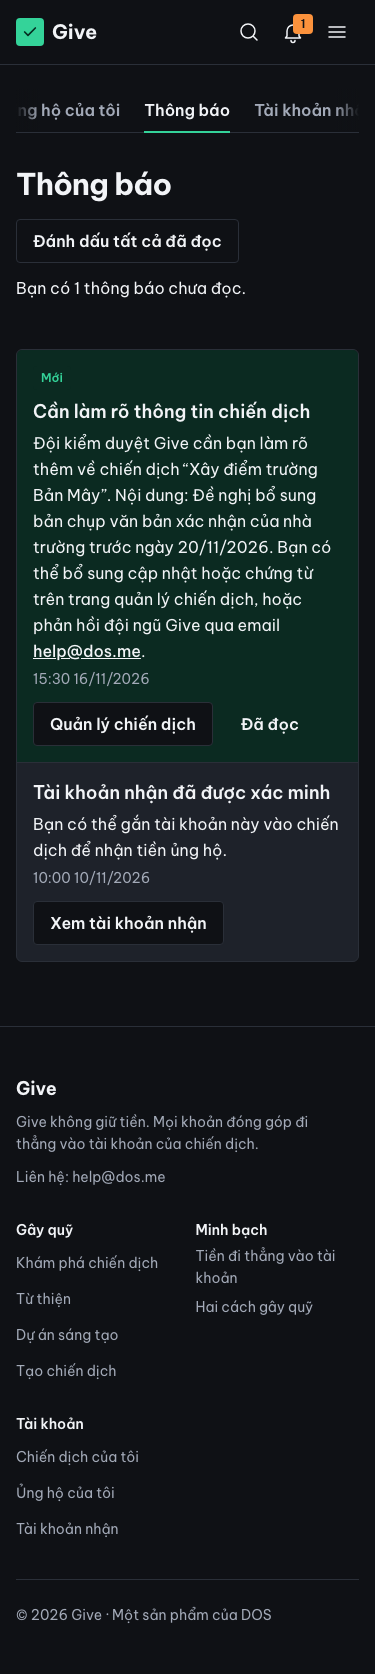 Give
1
ng hộ của tôi Thông báo Tài khoản nh
Thông báo
Đánh dấu tất cả đã đọc
Bạn có 1 thông báo chưa đọc.
Mới
Cần làm rõ thông tin chiến dịch
Đội kiểm duyệt Give cần bạn làm rõ
thêm về chiến dịch “Xây điểm trường
Bản Mây”. Nội dung: Đề nghị bổ sung
bản chụp văn bản xác nhận của nhà
trường trước ngày 20/11/2026. Bạn có
thể bổ sung cập nhật hoặc chứng từ
trên trang quản lý chiến dịch, hoặc
phản hồi đội ngũ Give qua email
help@dos.me.
15:30 16/11/2026
Quản lý chiến dịch Đã đọc
Tài khoản nhận đã được xác minh
Bạn có thể gắn tài khoản này vào chiến
dịch để nhận tiền ủng hộ.
10:00 10/11/2026
Xem tài khoản nhận
Give
Give không giữ tiền. Mọi khoản đóng góp đi
thẳng vào tài khoản của chiến dịch.
Liên hệ: help@dos.me
Gây quỹ
Khám phá chiến dịch
Từ thiện
Dự án sáng tạo
Tạo chiến dịch
Minh bạch
Tiền đi thẳng vào tài
khoản
Hai cách gây quỹ
Tài khoản
Chiến dịch của tôi
Ủng hộ của tôi
Tài khoản nhận
© 2026 Give · Một sản phẩm của DOS